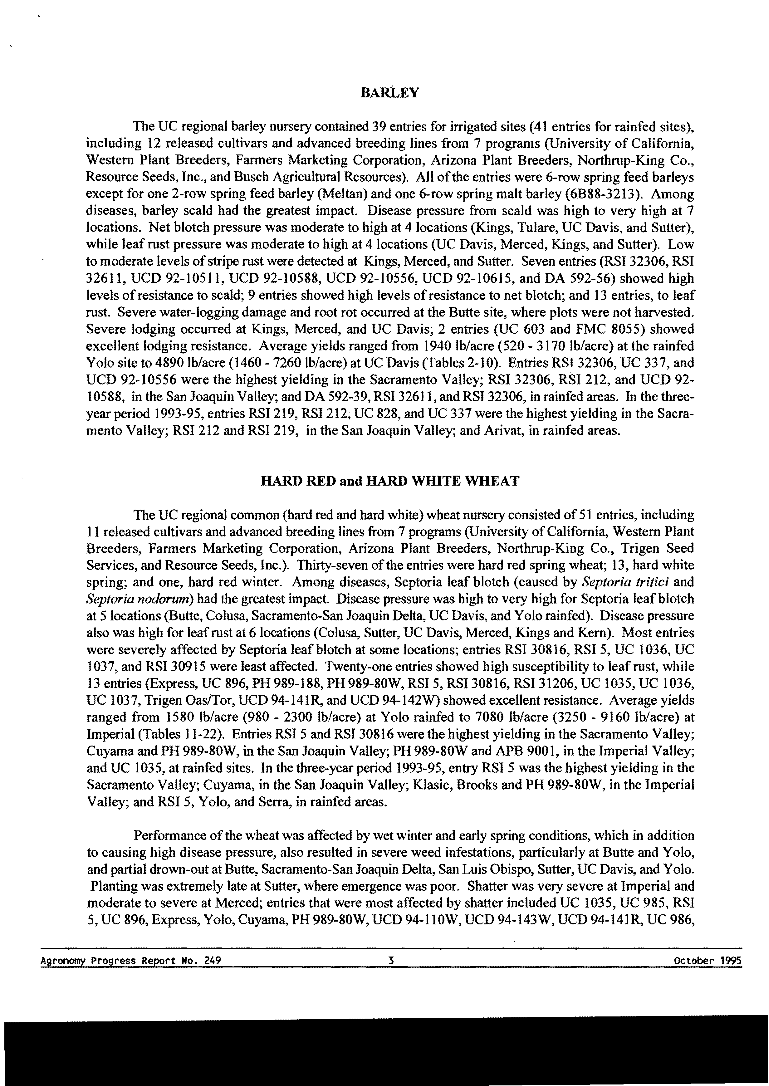 BARLEY
The UC regional barley nursery contained 39 entries for irrigated sites (41 entries for rainfed sites),
including 12 released cultivars and advanced breeding lines from 7 programs (University of California,
Western Plant Breeders, Farmers Marketing Corporation, Arizona Plant Breeders, Northrup-King Co.,
Resource Seeds, Inc., and Busch Agricultural Resources). All of the entries were 6-row spring feed barleys
except for one 2-row spring feed barley (Meltan) and one 6-row spring malt barley (6B88-3213). Among
diseases, barley scald had the greatest impact. Disease pressure from scald was high to very high at 7
locations. Net blotch pressure was moderate to high at 4 locations (Kings, Tulare, UC Davis, and Sutter),
while leaf rust pressure was moderate to high at 4 locations (UC Davis, Merced, Kings, and Sutter). Low
to moderate levels of stripe rust were detected at Kings, Merced, and Sutter. Seven entries (RSI 32306, RSI
32611, UCD 92-10511, UCD 92-10588, UCD 92-10556, UCD 92-10615, and DA 592-56) showed high
levels of resistance to scald; 9 entries showed high levels of resistance to net blotch; and 13 entries, to leaf
rust. Severe water-logging damage and root rot occurred at the Butte site, where plots were not harvested.
Severe lodging occurred at Kings, Merced, and UC Davis; 2 entries (UC 603 and FMC 8055) showed
excellent lodging resistance. Average yields ranged from 1940 lb/acre (520 - 3170 lb/acre) at the rainfed
Yolo site to 4890 lb/acre (1460 - 7260 lb/acre) at UC Davis (Tables 2-10). Entries RSI 32306, UC 337, and
UCD 92-10556 were the highest yielding in the Sacramento Valley; RSI 32306, RSI 212, and UCD 92-
10588, in the San Joaquin Valley; and DA 592-39, RSI 32611, and RSI 32306, in rainfed areas. In the three-
year period 1993-95, entries RSI 219, RSI 212, UC 828, and UC 337 were the highest yielding in the Sacra-
mento Valley; RSI 212 and RSI 219, in the San Joaquin Valley; and Arivat, in rainfed areas.
HARD RED and HARD WHITE WHEAT
The UC regional common (hard red and hard white) wheat nursery consisted of 51 entries, including
11 released cultivars and advanced breeding lines from 7 programs (University of California, Western Plant
Breeders, Farmers Marketing Corporation, Arizona Plant Breeders, Northrup-King Co., Trigen Seed
Services, and Resource Seeds, Inc.). Thirty-seven of the entries were hard red spring wheat; 13, hard white
spring; and one, hard red winter. Among diseases, Septoria leaf blotch (caused by Septoria tritici and
Septoria nodorum) had the greatest impact. Disease pressure was high to very high for Septoria leaf blotch
at 5 locations (Butte, Colusa, Sacramento-San Joaquin Delta, UC Davis, and Yolo rainfed). Disease pressure
also was high for leaf rust at 6 locations (Colusa, Sutter, UC Davis, Merced, Kings and Kern). Most entries
were severely affected by Septoria leaf blotch at some locations; entries RSI 30816, RSI 5, UC 1036, UC
1037, and RSI 30915 were least affected. Twenty-one entries showed high susceptibility to leaf rust, while
13 entries (Express, UC 896, PH 989-188, PH 989-80W, RSI 5, RSI 30816, RSI 31206, UC 1035, UC 1036,
UC 1037, Trigen Oas/Tor, UCD 94-141R, and UCD 94-142W) showed excellent resistance. Average yields
ranged from 1580 lb/acre (980 - 2300 lb/acre) at Yolo rainfed to 7080 lb/acre (3250 - 9160 lb/acre) at
Imperial (Tables 11-22). Entries RSI 5 and RSI 30816 were the highest yielding in the Sacramento Valley;
Cuyama and PH 989-80W, in the San Joaquin Valley; PH 989-80W and APB 9001, in the Imperial Valley;
and UC 1035, at rainfed sites. In the three-year period 1993-95, entry RSI 5 was the highest yielding in the
Sacramento Valley; Cuyama, in the San Joaquin Valley; Klasic, Brooks and PH 989-80W, in the Imperial
Valley; and RSI 5, Yolo, and Serra, in rainfed areas.
Performance of the wheat was affected by wet winter and early spring conditions, which in addition
to causing high disease pressure, also resulted in severe weed infestations, particularly at Butte and Yolo,
and partial drown-out at Butte, Sacramento-San Joaquin Delta, San Luis Obispo, Sutter, UC Davis, and Yolo.
Planting was extremely late at Sutter, where emergence was poor. Shatter was very severe at Imperial and
moderate to severe at Merced; entries that were most affected by shatter included UC 1035, UC 985, RSI
5, UC 896, Express, Yolo, Cuyama, PH 989-80W, UCD 94-110W, UCD 94-143W, UCD 94-141R, UC 986,
Agronomy Progress Report No. 249 3 October 1995